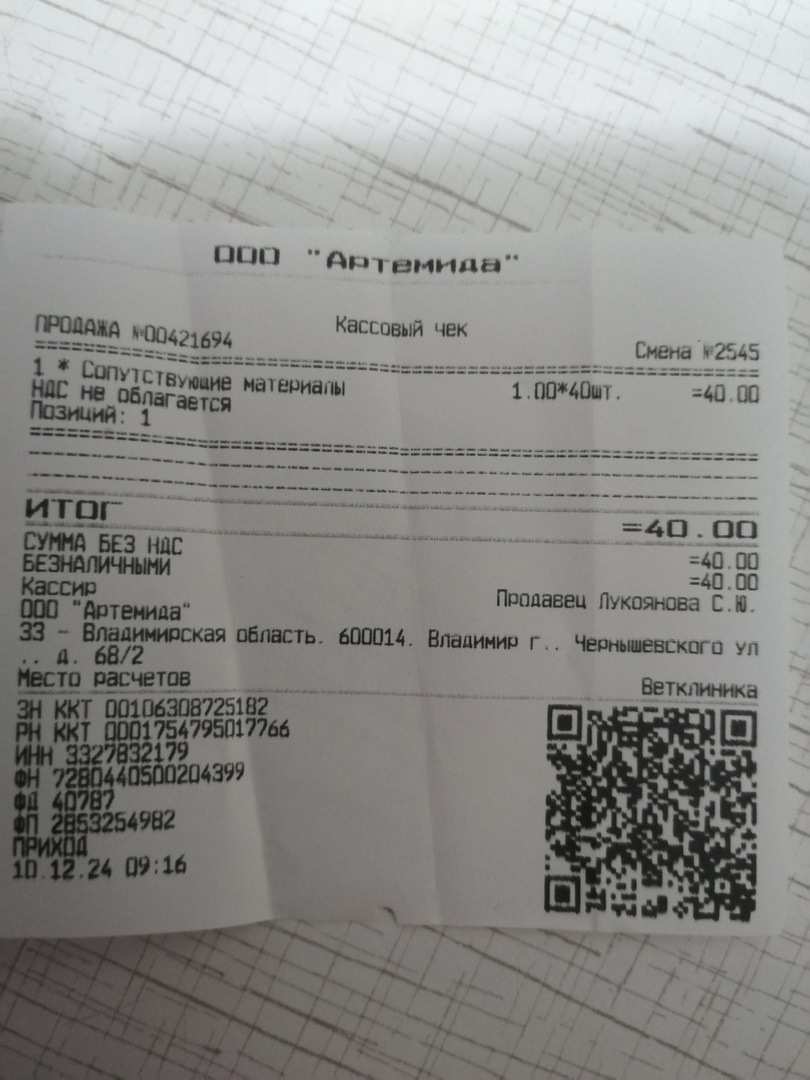 ООО "Артемида"
Кассовый чек
ПРОДАЖА №00421694 Смена №2545
1 * Сопутствующие материалы 1.00*40шт. =40.00
НДС не облагается
Позиций: 1
ИТОГ =40.00
СУММА БЕЗ НДС =40.00
БЕЗНАЛИЧНЫМИ =40.00
Кассир Продавец Лукоянова С.Ю.
ООО "Артемида"
33 - Владимирская область. 600014. Владимир г.. Чернышевского ул
.. д. 68/2
Место расчетов Ветклиника
ЗН ККТ 00106308725182
РН ККТ 0001754795017766
ИНН 3327832179
ФН 7280440500204399
ФД 40787
ФП 2853254982
ПРИХОД
10.12.24 09:16